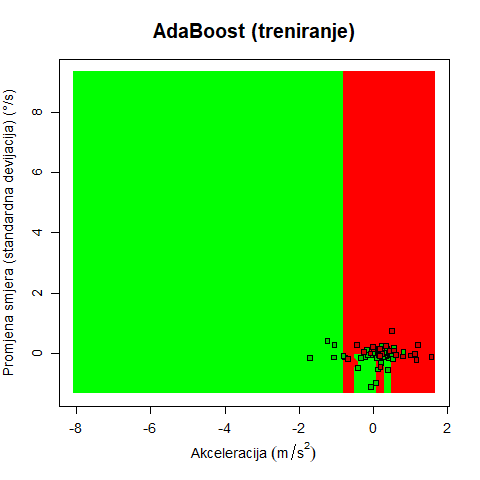 AdaBoost (treniranje)
Promjena smjera (standardna devijacija) (°/s)
8
6
4
2
0
-8 -6 -4 -2 0 2
Akceleracija (m/s²)